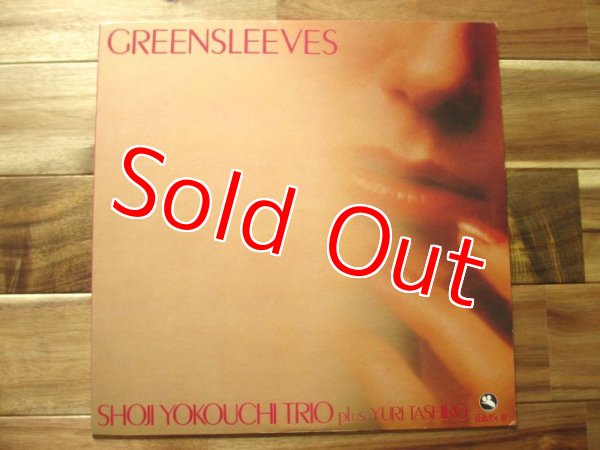 GREENSLEEVES
Sold Out
SHOJI YOKOUCHI TRIO plus YURI TASHIRO